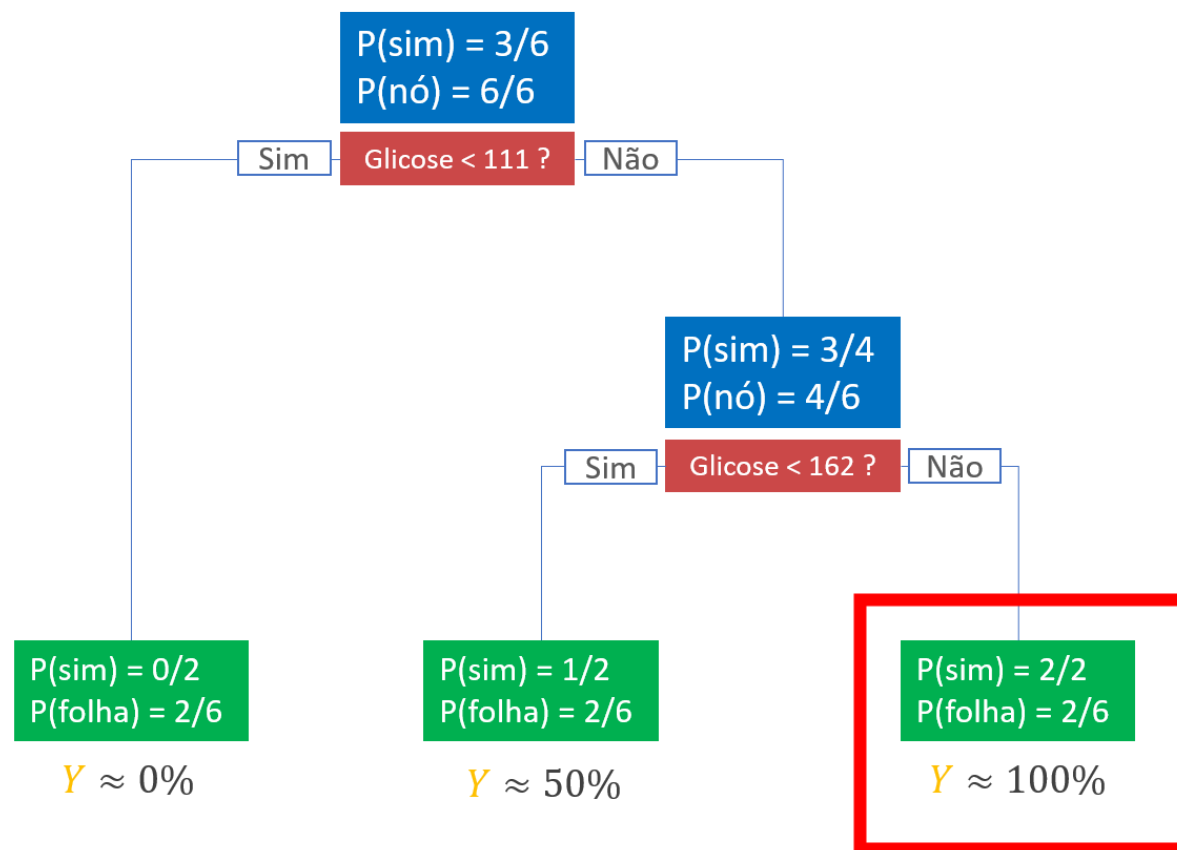 P(sim) = 3/6
P(nó) = 6/6
Sim
Glicose < 111 ?
Não
P(sim) = 3/4
P(nó) = 4/6
Sim
Glicose < 162 ?
Não
P(sim) = 0/2
P(folha) = 2/6
Y ≈ 0%
P(sim) = 1/2
P(folha) = 2/6
Y ≈ 50%
P(sim) = 2/2
P(folha) = 2/6
Y ≈ 100%